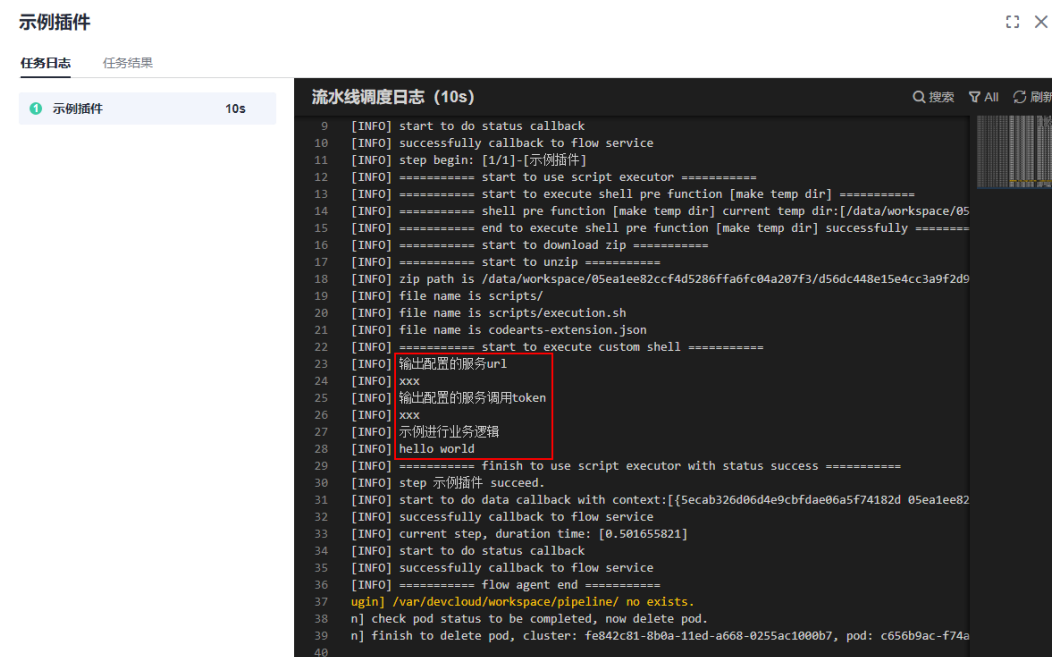 示例插件
任务日志 任务结果
1 示例插件 10s
流水线调度日志（10s） 搜索 All 刷新
9 [INFO] start to do status callback
10 [INFO] successfully callback to flow service
11 [INFO] step begin: [1/1]-[示例插件]
12 [INFO] =========== start to use script executor ===========
13 [INFO] =========== start to execute shell pre function [make temp dir] ===========
14 [INFO] =========== shell pre function [make temp dir] current temp dir:[/data/workspace/05
15 [INFO] =========== end to execute shell pre function [make temp dir] successfully ========
16 [INFO] =========== start to download zip ===========
17 [INFO] =========== start to unzip ===========
18 [INFO] zip path is /data/workspace/05ea1ee82ccf4d5286ffa6fc04a207f3/d56dc448e15e4cc3a9f2d9
19 [INFO] file name is scripts/
20 [INFO] file name is scripts/execution.sh
21 [INFO] file name is codearts-extension.json
22 [INFO] =========== start to execute custom shell ===========
23 [INFO] 输出配置的服务url
24 [INFO] xxx
25 [INFO] 输出配置的服务调用token
26 [INFO] xxx
27 [INFO] 示例进行业务逻辑
28 [INFO] hello world
29 [INFO] =========== finish to use script executor with status success ===========
30 [INFO] step 示例插件 succeed.
31 [INFO] start to do data callback with context:[{5ecab326d06d4e9cbfdae06a5f74182d 05ea1ee82
32 [INFO] successfully callback to flow service
33 [INFO] current step, duration time: [0.501655821]
34 [INFO] start to do status callback
35 [INFO] successfully callback to flow service
36 [INFO] =========== flow agent end ===========
37 ugin] /var/devcloud/workspace/pipeline/ no exists.
38 n] check pod status to be completed, now delete pod.
39 n] finish to delete pod, cluster: fe842c81-8b0a-11ed-a668-0255ac1000b7, pod: c656b9ac-f74a
40